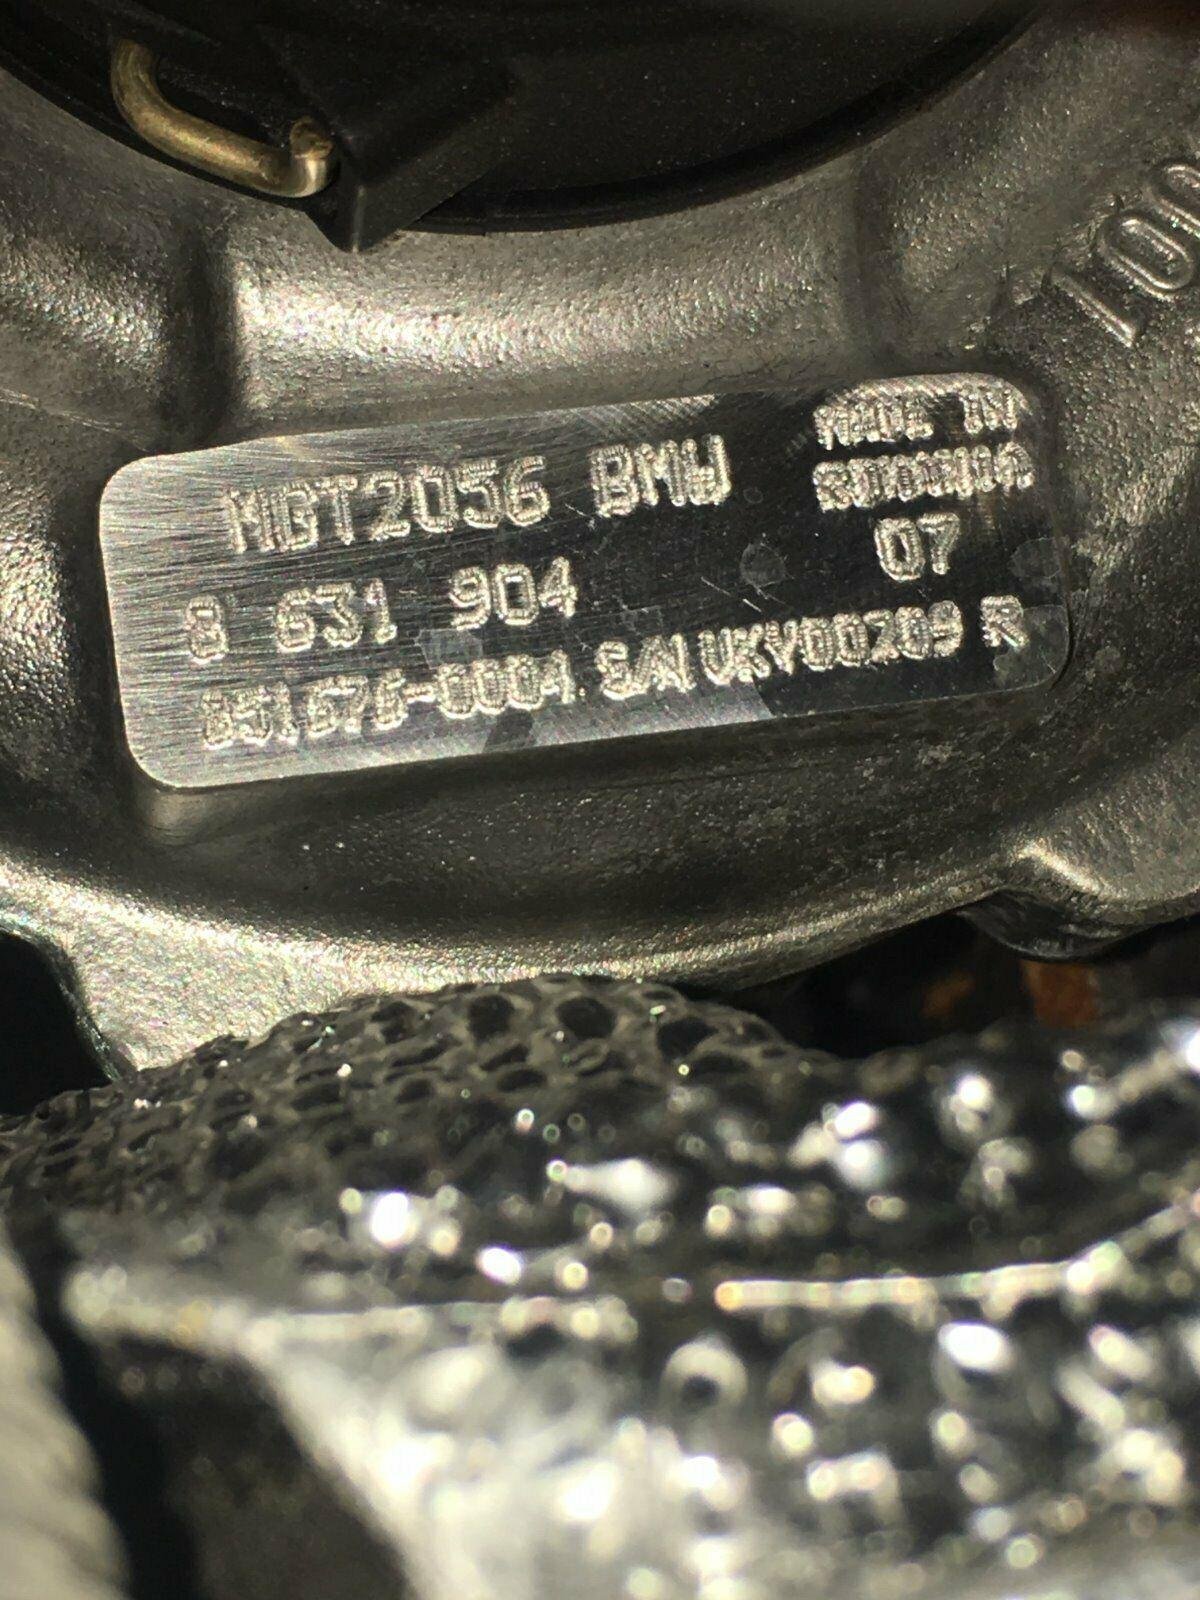 MGT2056 BMW
MADE IN
ROMANIA
07
8 631 904
851676-0004 S/N UKY00209 R